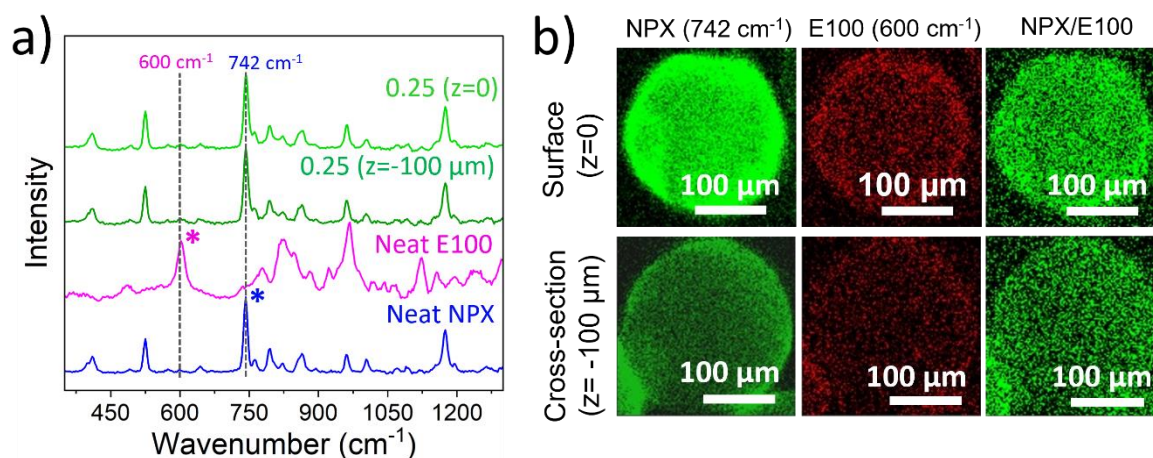 a)
600 cm⁻¹
742 cm⁻¹
0.25 (z=0)
0.25 (z=-100 µm)
Neat E100
*
*
Neat NPX
Intensity
450
600
750
900
1050
1200
Wavenumber (cm⁻¹)
b)
NPX (742 cm⁻¹)
E100 (600 cm⁻¹)
NPX/E100
Surface
(z=0)
100 µm
100 µm
100 µm
Cross-section
(z= -100 µm)
100 µm
100 µm
100 µm